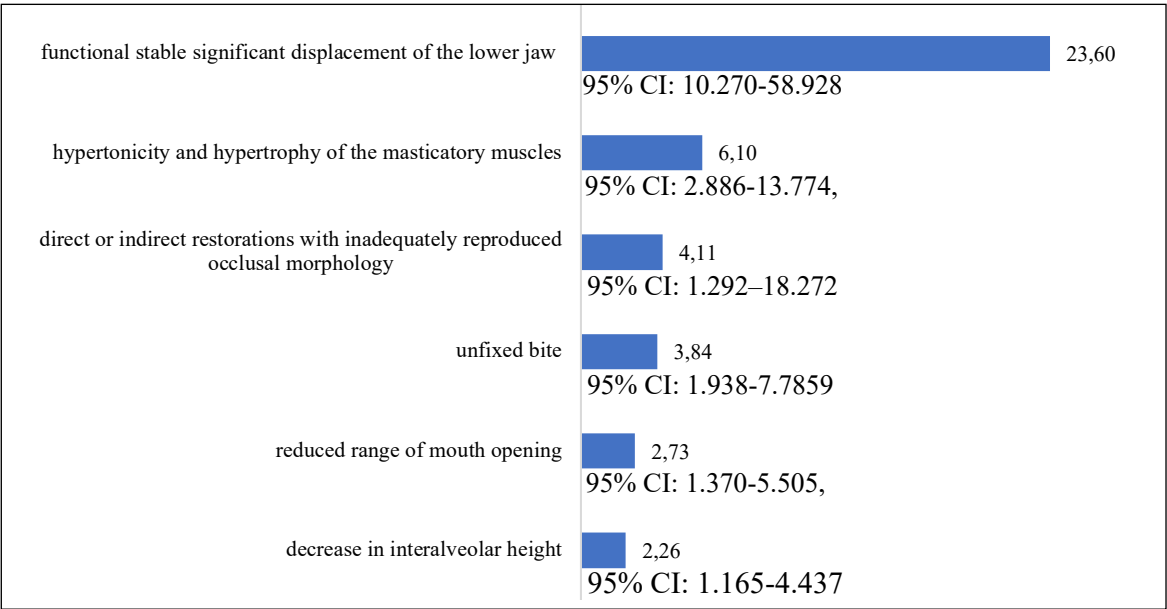 functional stable significant displacement of the lower jaw
23,60
95% CI: 10.270-58.928
hypertonicity and hypertrophy of the masticatory muscles
6,10
95% CI: 2.886-13.774,
direct or indirect restorations with inadequately reproduced
occlusal morphology
4,11
95% CI: 1.292–18.272
unfixed bite
3,84
95% CI: 1.938-7.7859
reduced range of mouth opening
2,73
95% CI: 1.370-5.505,
decrease in interalveolar height
2,26
95% CI: 1.165-4.437